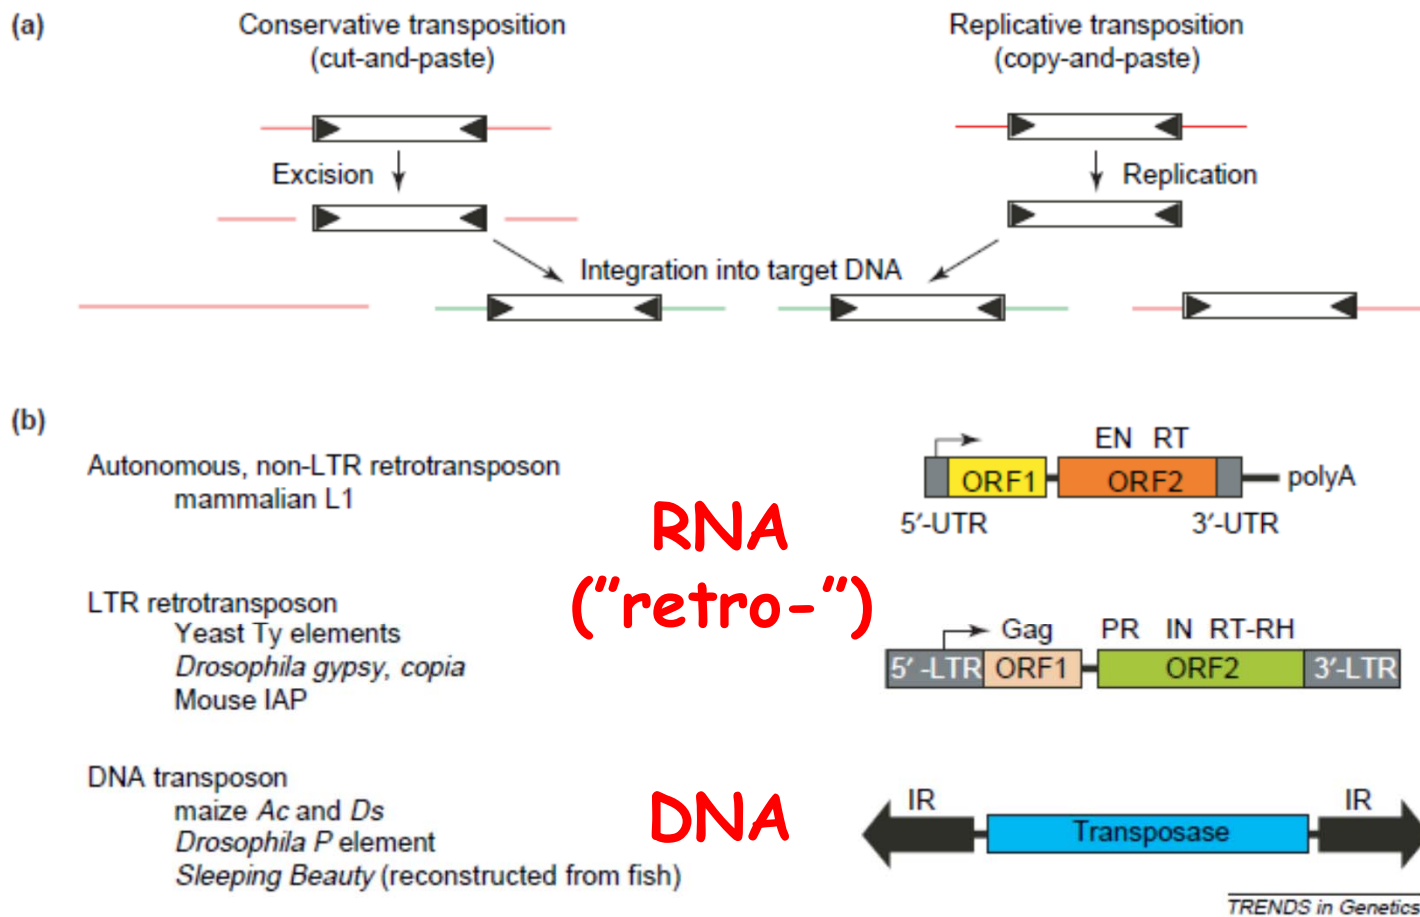 (a)
Conservative transposition
(cut-and-paste)
Replicative transposition
(copy-and-paste)
Excision
Replication
Integration into target DNA
(b)
Autonomous, non-LTR retrotransposon
mammalian L1
EN RT
ORF1 ORF2 polyA
5′-UTR 3′-UTR
RNA
(″retro-″)
LTR retrotransposon
Yeast Ty elements
Drosophila gypsy, copia
Mouse IAP
Gag PR IN RT-RH
5′ -LTR ORF1 ORF2 3′-LTR
DNA transposon
maize Ac and Ds
Drosophila P element
Sleeping Beauty (reconstructed from fish)
DNA
IR IR
Transposase
TRENDS in Genetics